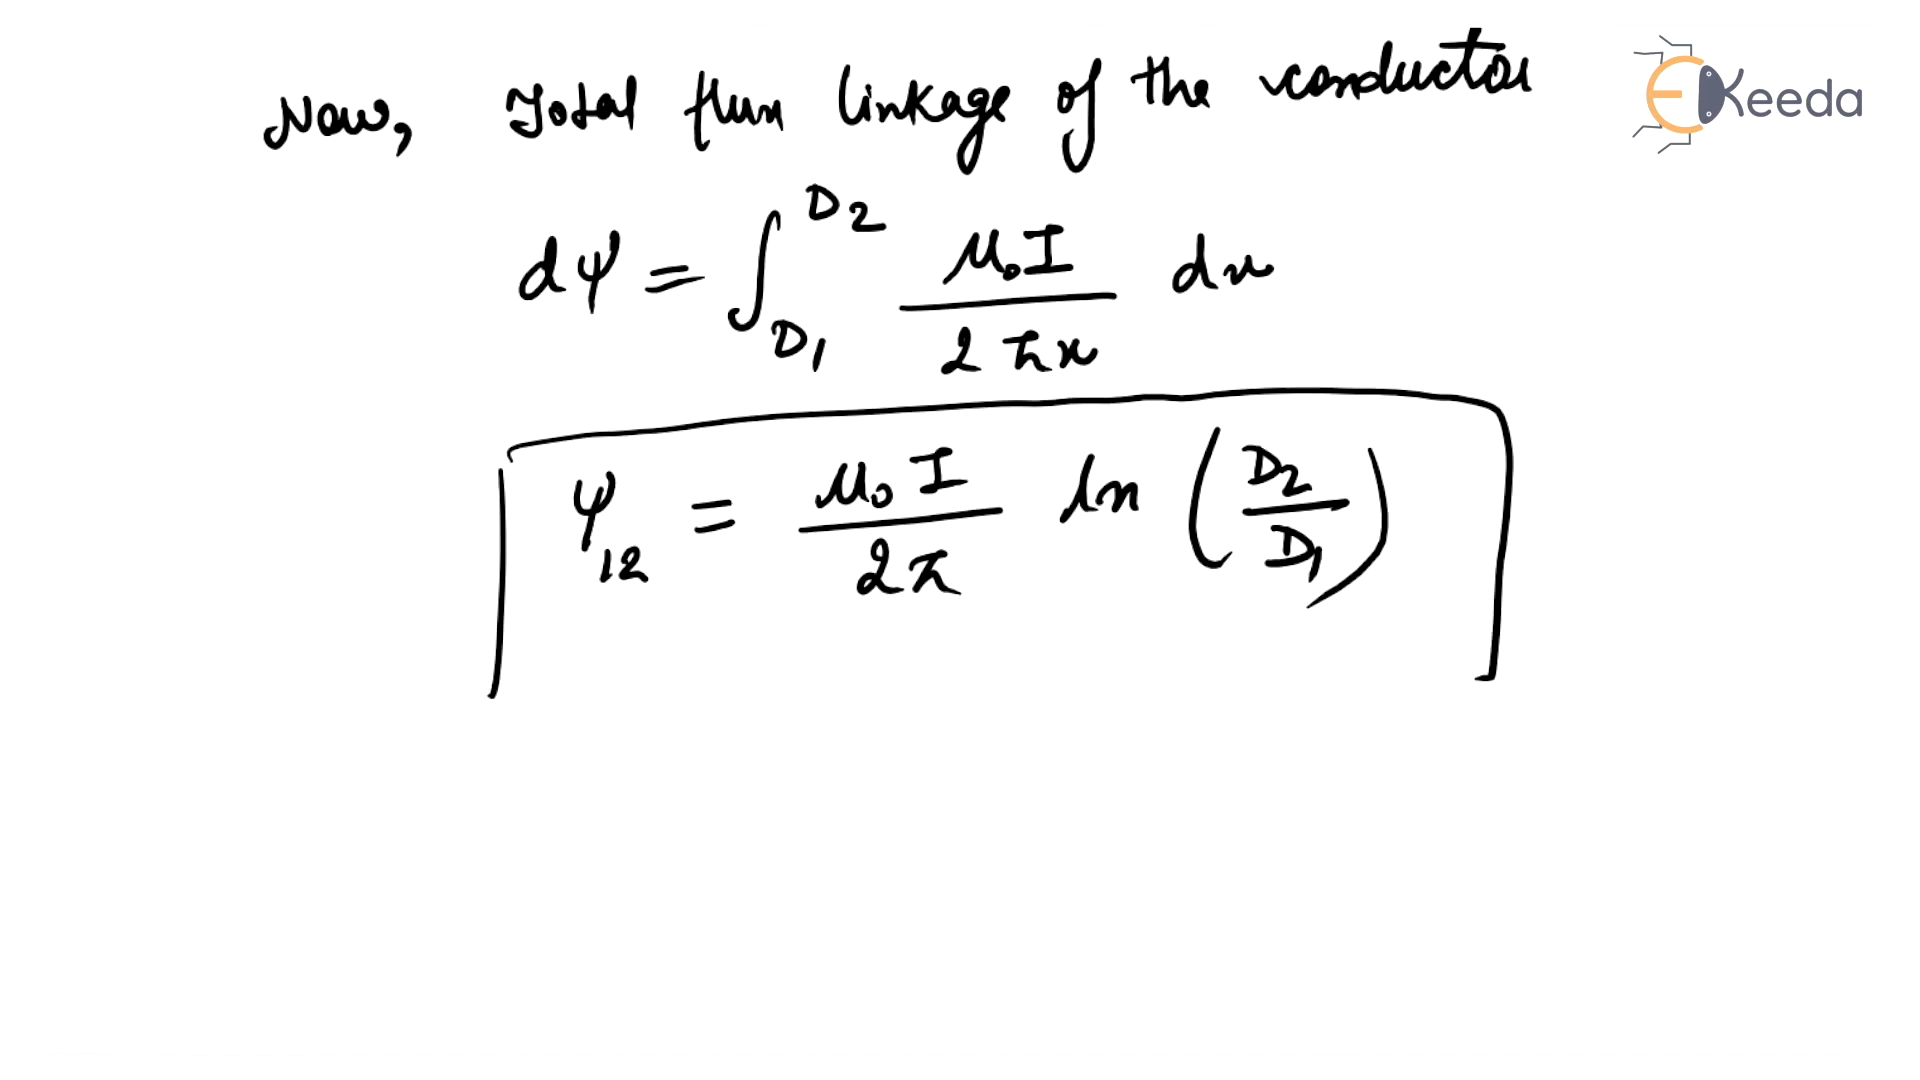 Now, Total flux linkage of the conductor
EKeeda
dψ = ∫_{D1}^{D2} μ₀I / 2πx dx
ψ₁₂ = μ₀I / 2π ln (D2 / D1)